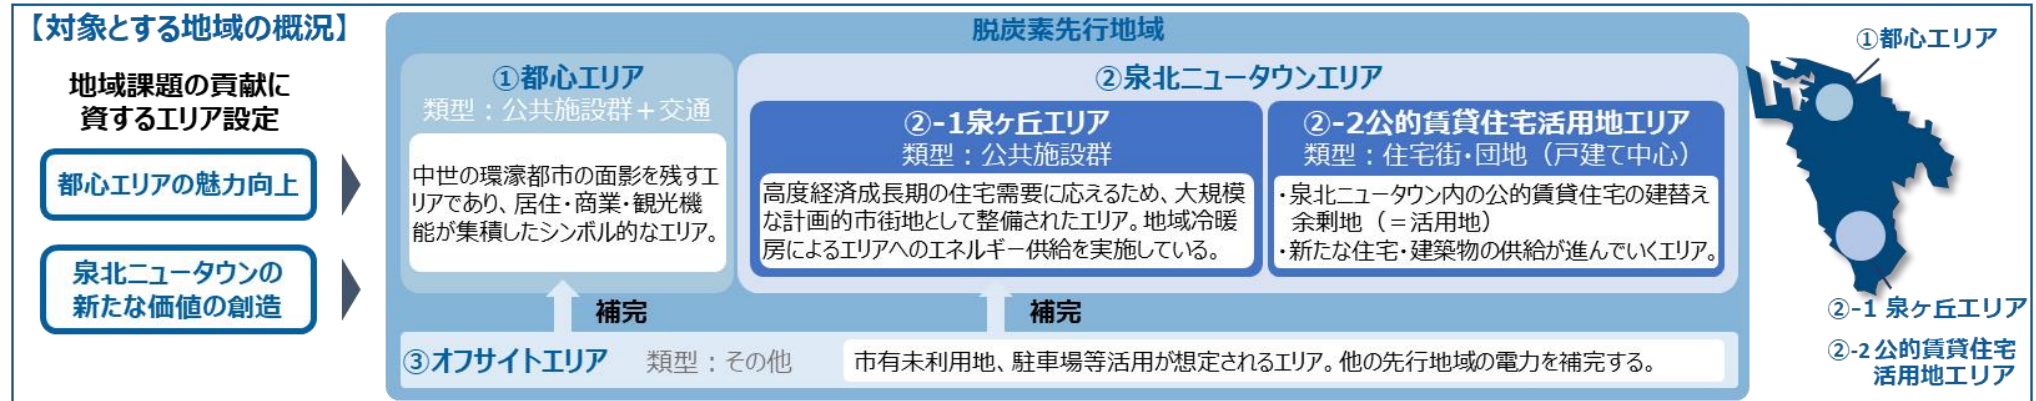 【対象とする地域の概況】
地域課題の貢献に
資するエリア設定
都心エリアの魅力向上
泉北ニュータウンの
新たな価値の創造
脱炭素先行地域
①都心エリア
類型：公共施設群＋交通
中世の環濠都市の面影を残すエ
リアであり、居住・商業・観光機
能が集積したシンボル的なエリア。
②泉北ニュータウンエリア
②-1泉ヶ丘エリア
類型：公共施設群
高度経済成長期の住宅需要に応えるため、大規模
な計画的市街地として整備されたエリア。地域冷暖
房によるエリアへのエネルギー供給を実施している。
②-2公的賃貸住宅活用地エリア
類型：住宅街・団地（戸建て中心）
・泉北ニュータウン内の公的賃貸住宅の建替え
余剰地（＝活用地）
・新たな住宅・建築物の供給が進んでいくエリア。
補完
補完
③オフサイトエリア
類型：その他
市有未利用地、駐車場等活用が想定されるエリア。他の先行地域の電力を補完する。
①都心エリア
②-1 泉ヶ丘エリア
②-2 公的賃貸住宅
活用地エリア